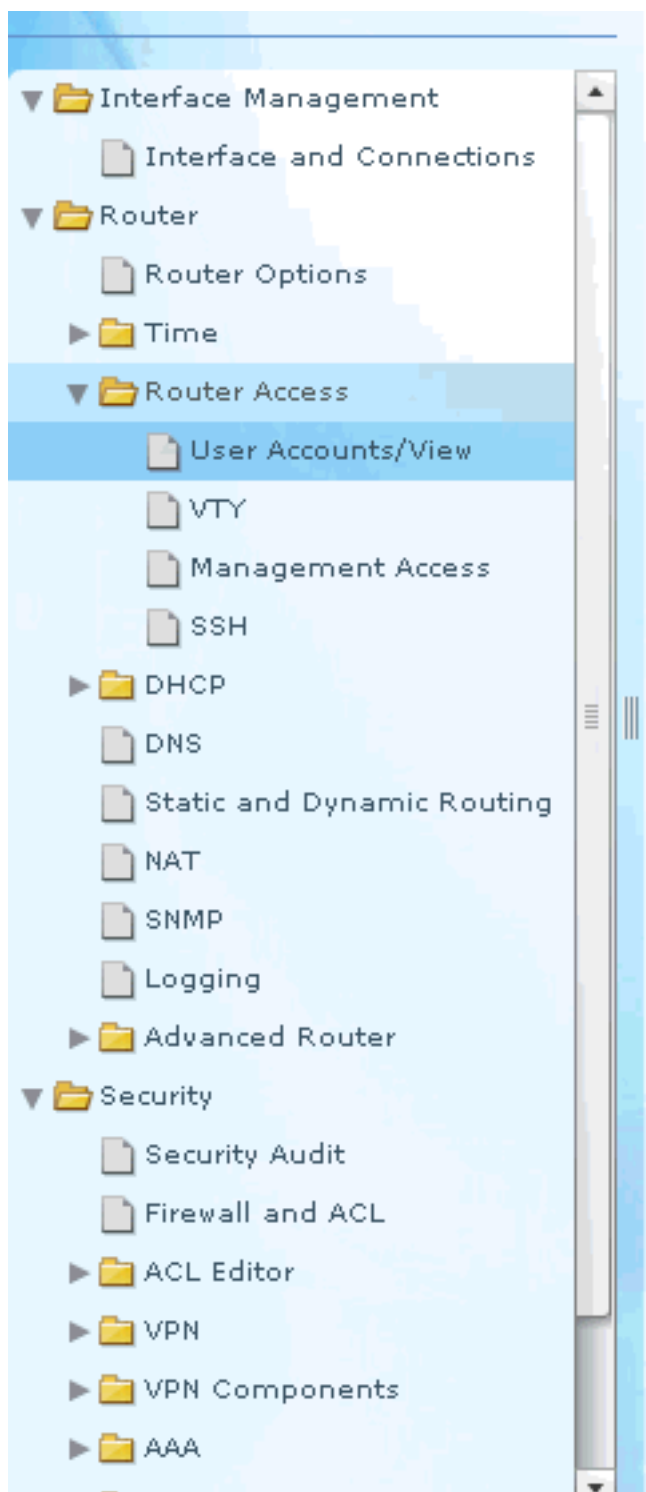 Interface Management
Interface and Connections
Router
Router Options
Time
Router Access
User Accounts/View
VTY
Management Access
SSH
DHCP
DNS
Static and Dynamic Routing
NAT
SNMP
Logging
Advanced Router
Security
Security Audit
Firewall and ACL
ACL Editor
VPN
VPN Components
AAA